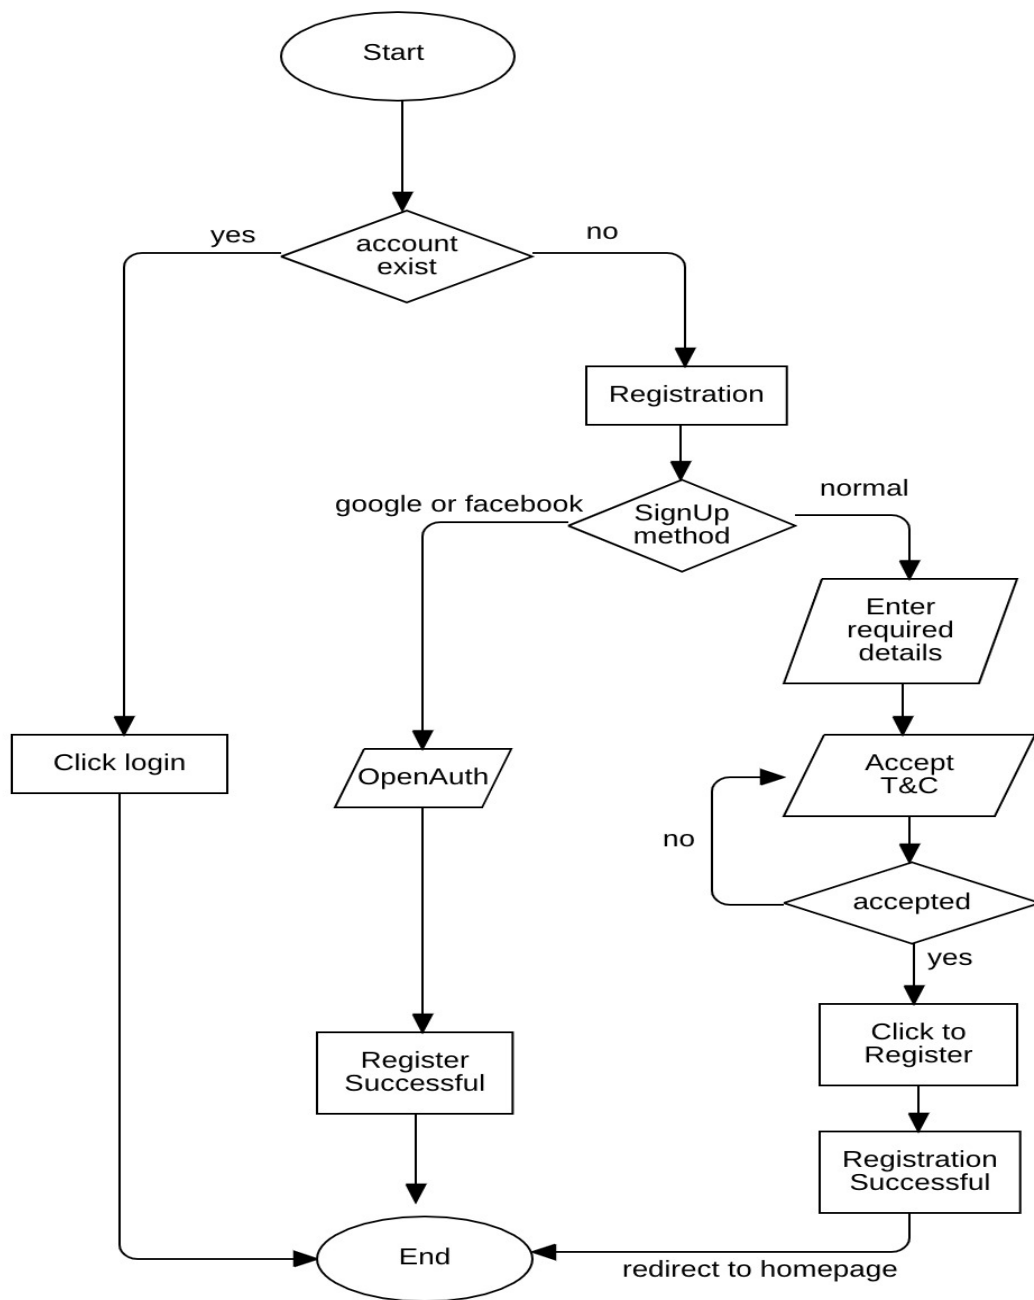 Start
yes
no
account
exist
Registration
google or facebook
normal
SignUp
method
Enter
required
details
Click login
OpenAuth
Accept
T&C
no
accepted
yes
Click to
Register
Register
Successful
Registration
Successful
End
redirect to homepage